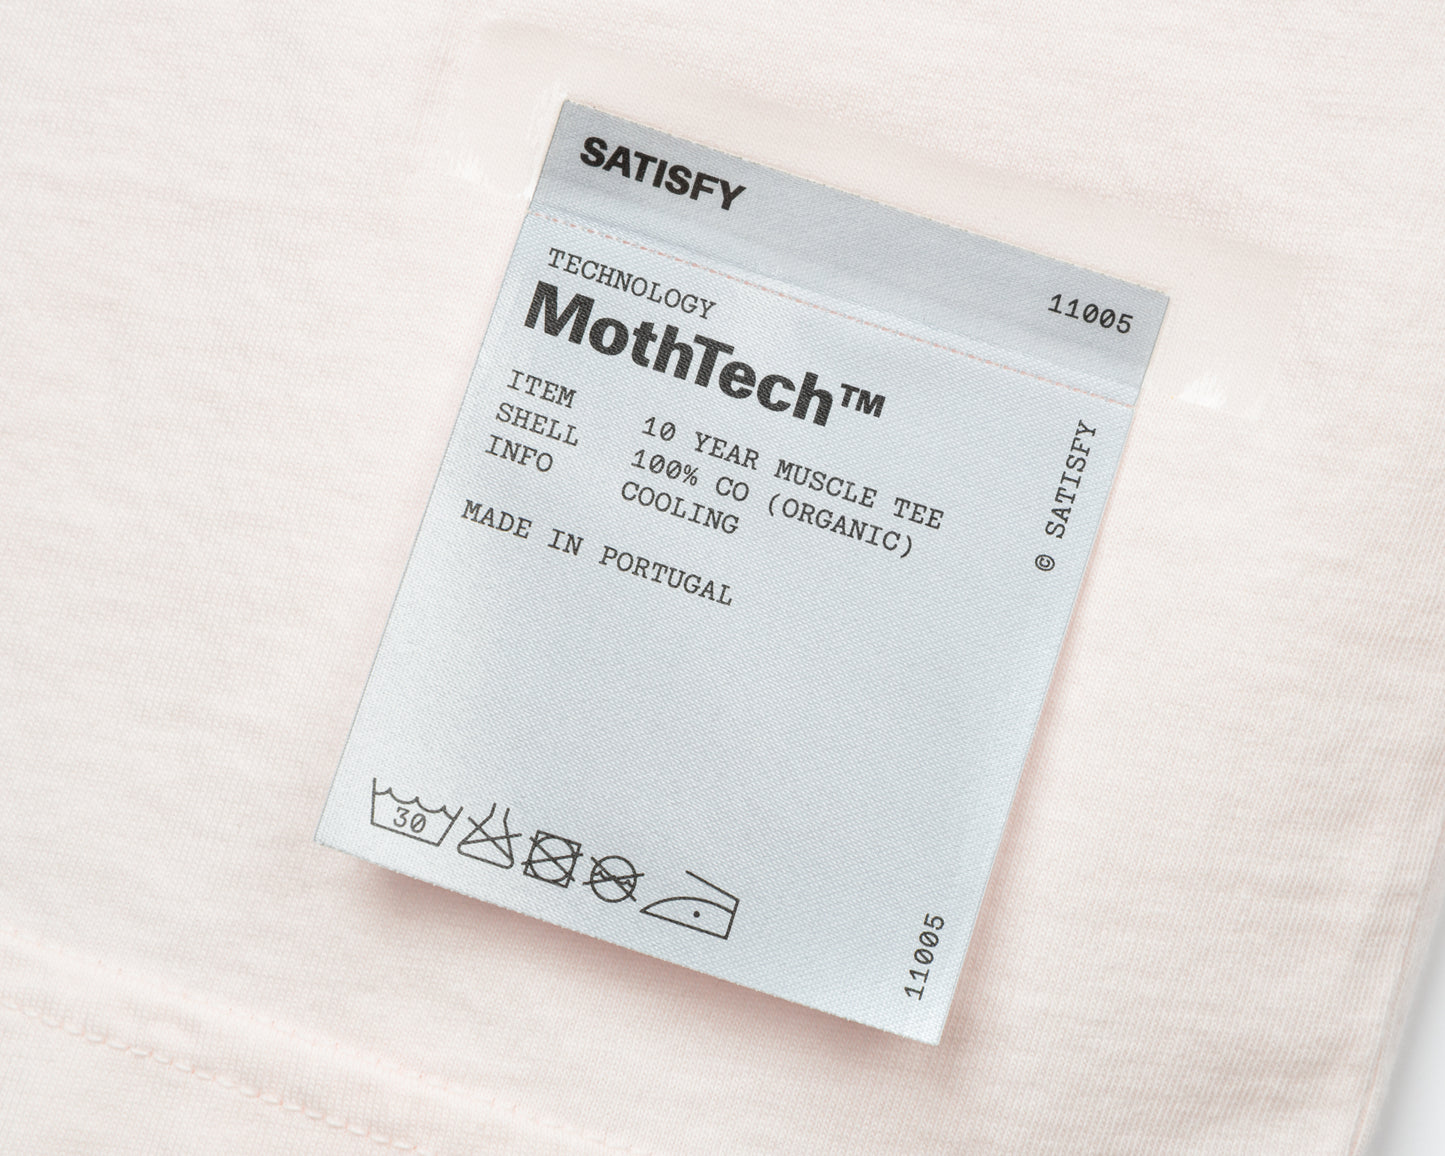 SATISFY
11005
TECHNOLOGY
MothTech™
ITEM 10 YEAR MUSCLE TEE
SHELL 100% CO (ORGANIC)
INFO COOLING
MADE IN PORTUGAL
© SATISFY
30
11005